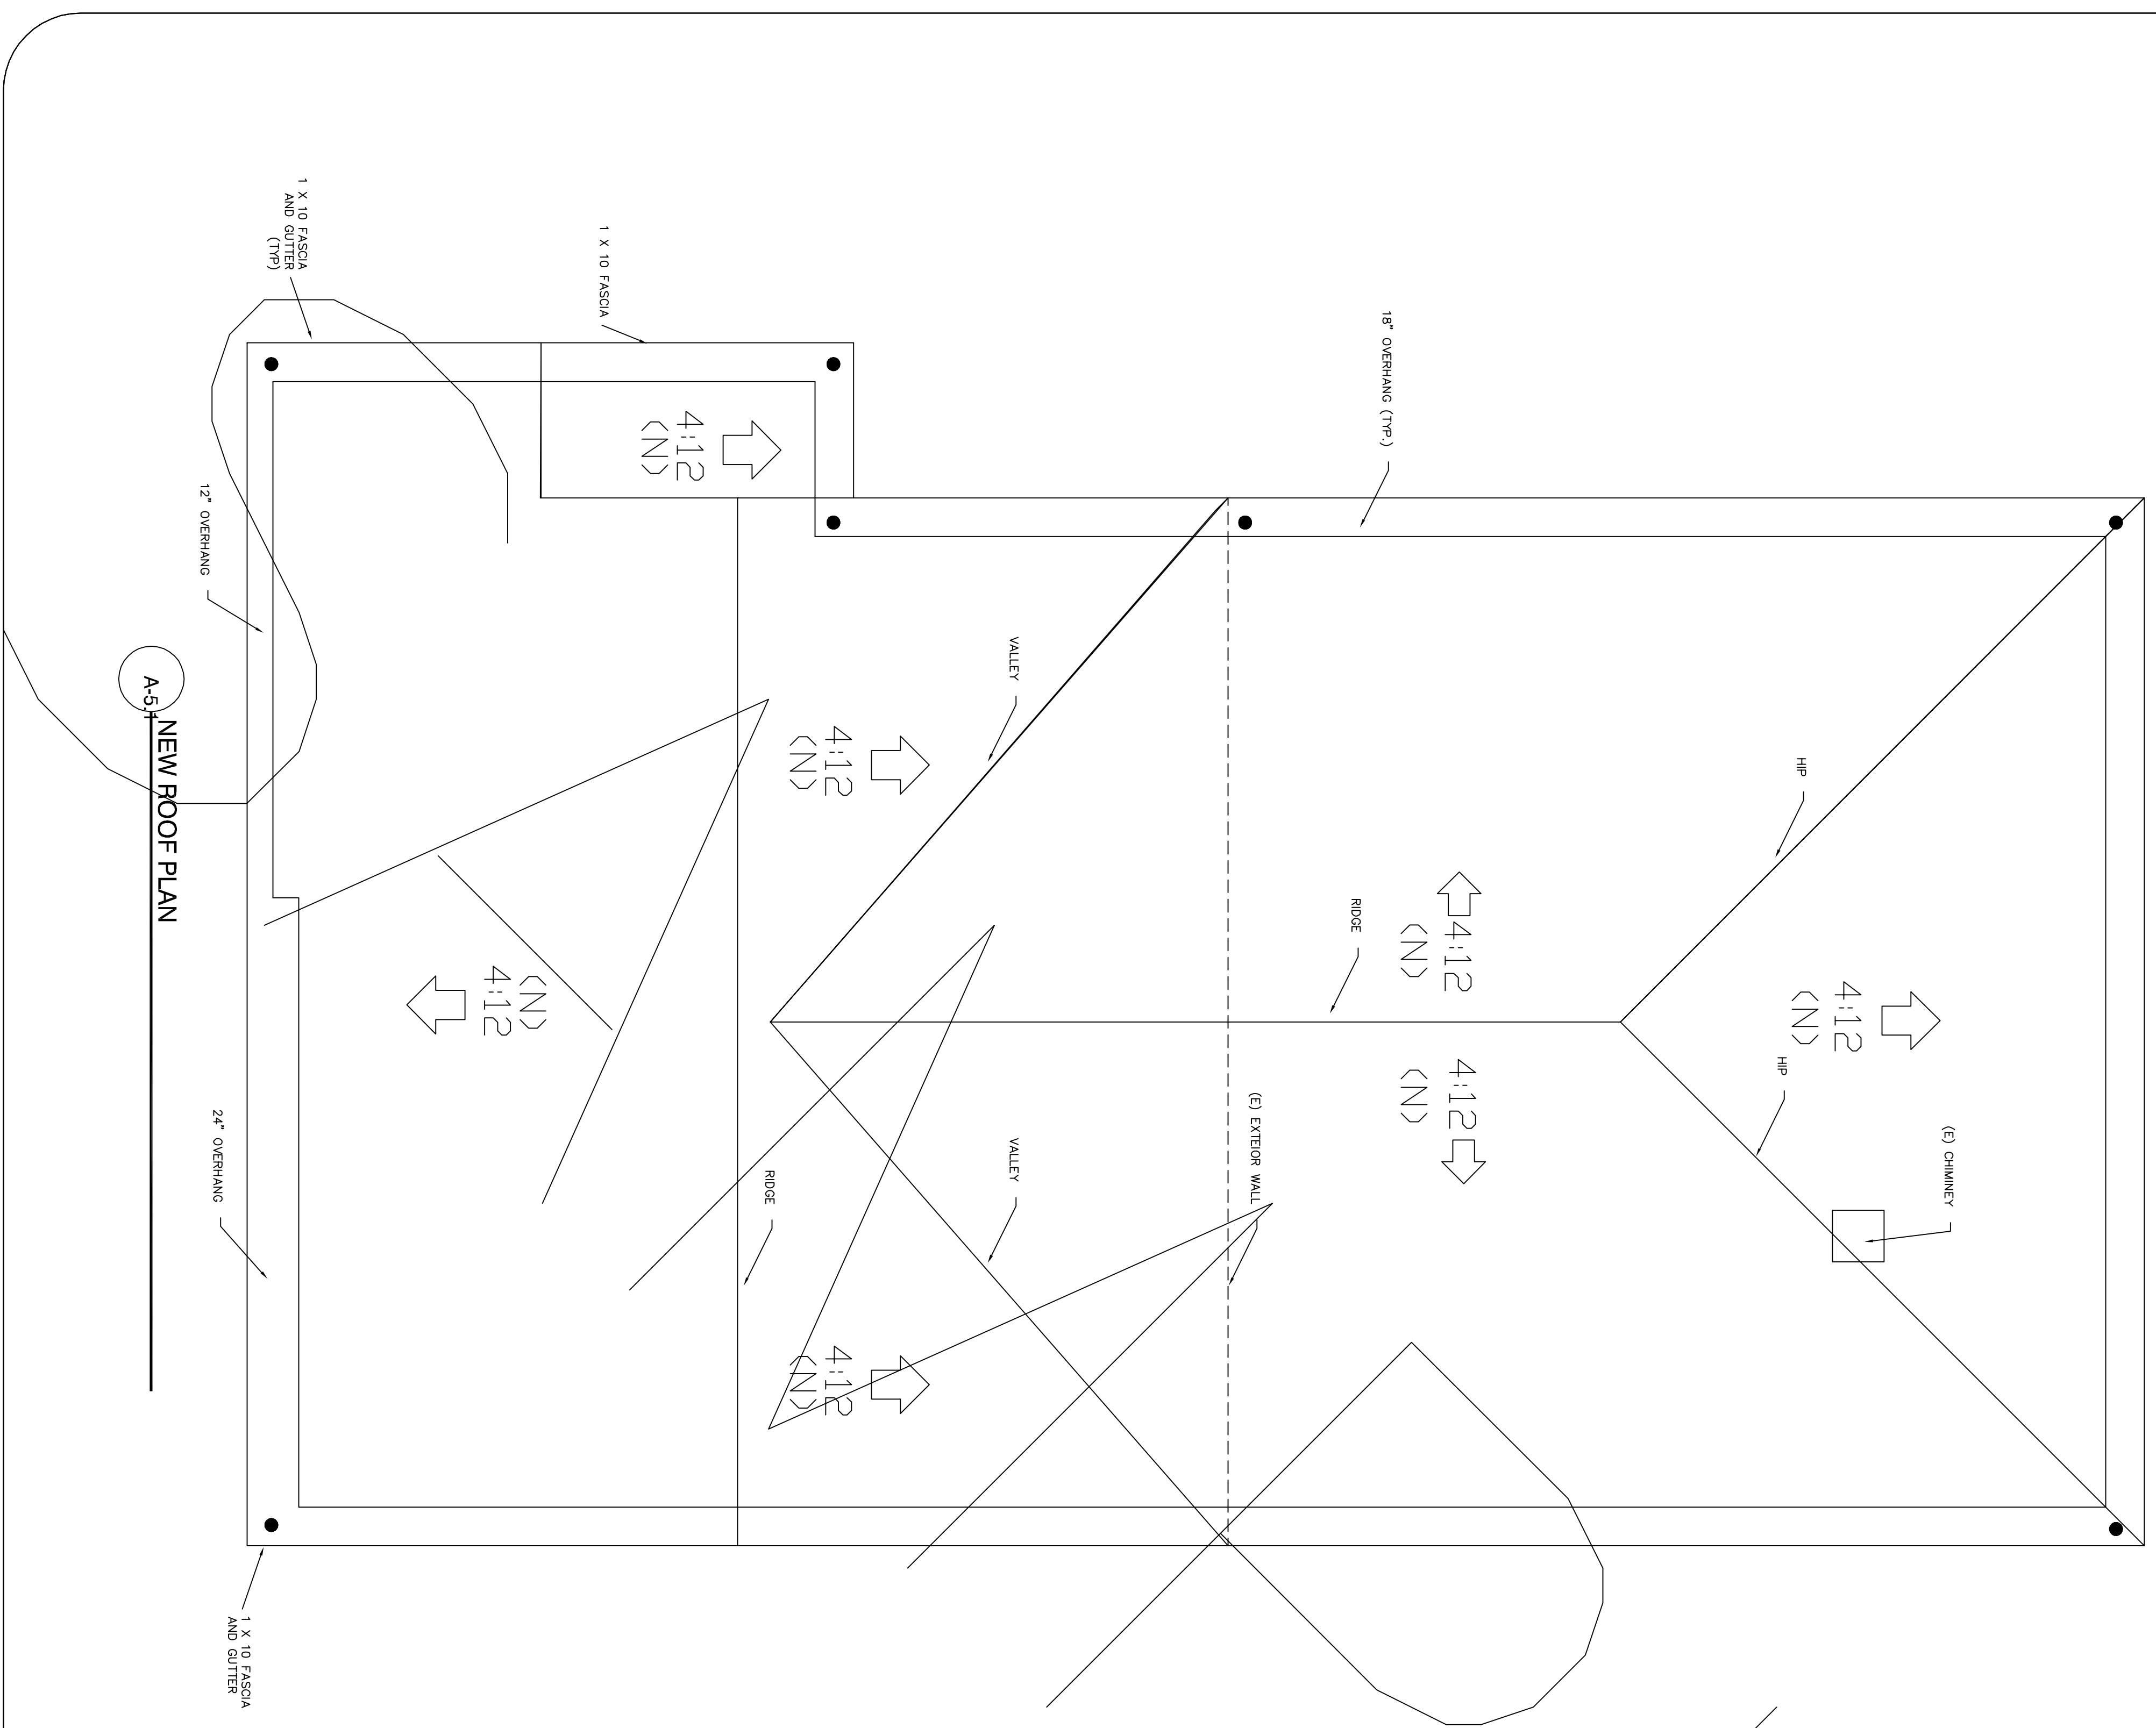 1 X 10 FASCIA
AND GUTTER
(TYP)
1 X 10 FASCIA
18" OVERHANG (TYP.)
4:12
(N)
12" OVERHANG
VALLEY
4:12
(N)
HIP
RIDGE
4:12
(N)
4:12
(N)
(N)
4:12
4:12
(N)
HIP
(E) CHIMINEY
(E) EXTEIOR WALL
24" OVERHANG
RIDGE
VALLEY
4:12
(N)
1 X 10 FASCIA
AND GUTTER
A-5.1
NEW ROOF PLAN